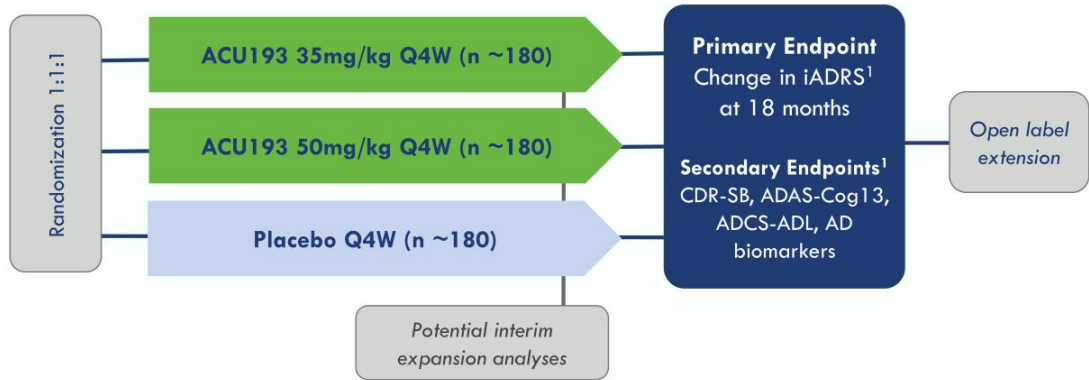 Randomization 1:1:1
ACU193 35mg/kg Q4W (n ~180)
ACU193 50mg/kg Q4W (n ~180)
Placebo Q4W (n ~180)
Potential interim
expansion analyses
Primary Endpoint
Change in iADRS¹
at 18 months
Secondary Endpoints¹
CDR-SB, ADAS-Cog13,
ADCS-ADL, AD
biomarkers
Open label
extension